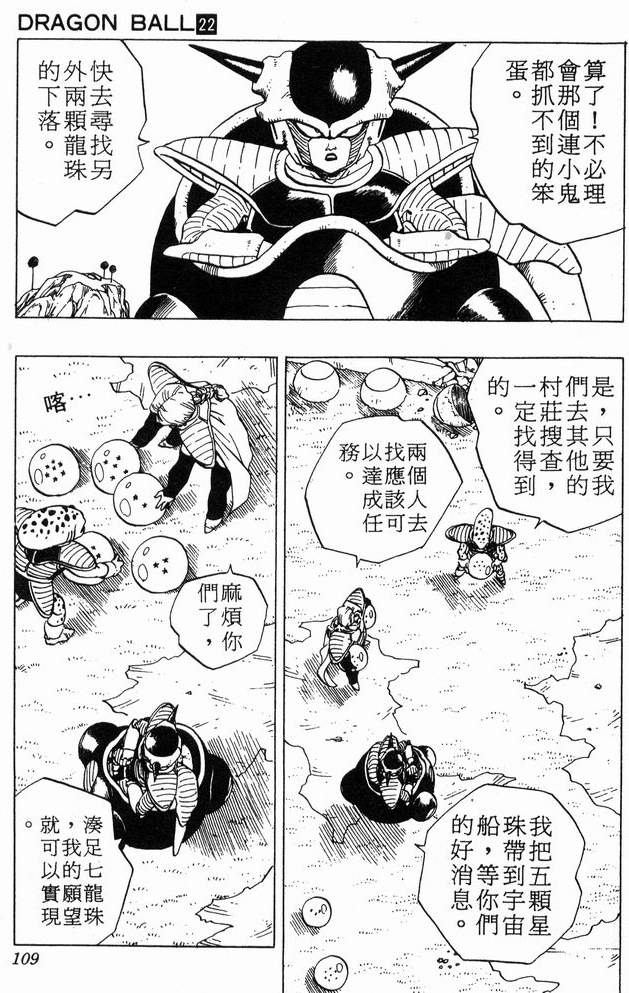 DRAGON BALL 22
算了！不必理
會那個連小鬼
都抓不到的笨
蛋。
快去尋找另
外兩顆龍珠
的下落。
是，只要我
們去其他的
村莊搜查，
一定找得到
的。
兩個人去
找應該可
以達成任
務。
我把五顆星
珠帶到宇宙
船，等你們
的好消息。
喀…
麻煩你
們了，
湊足七龍珠
，我的願望
就可以實現
。
109